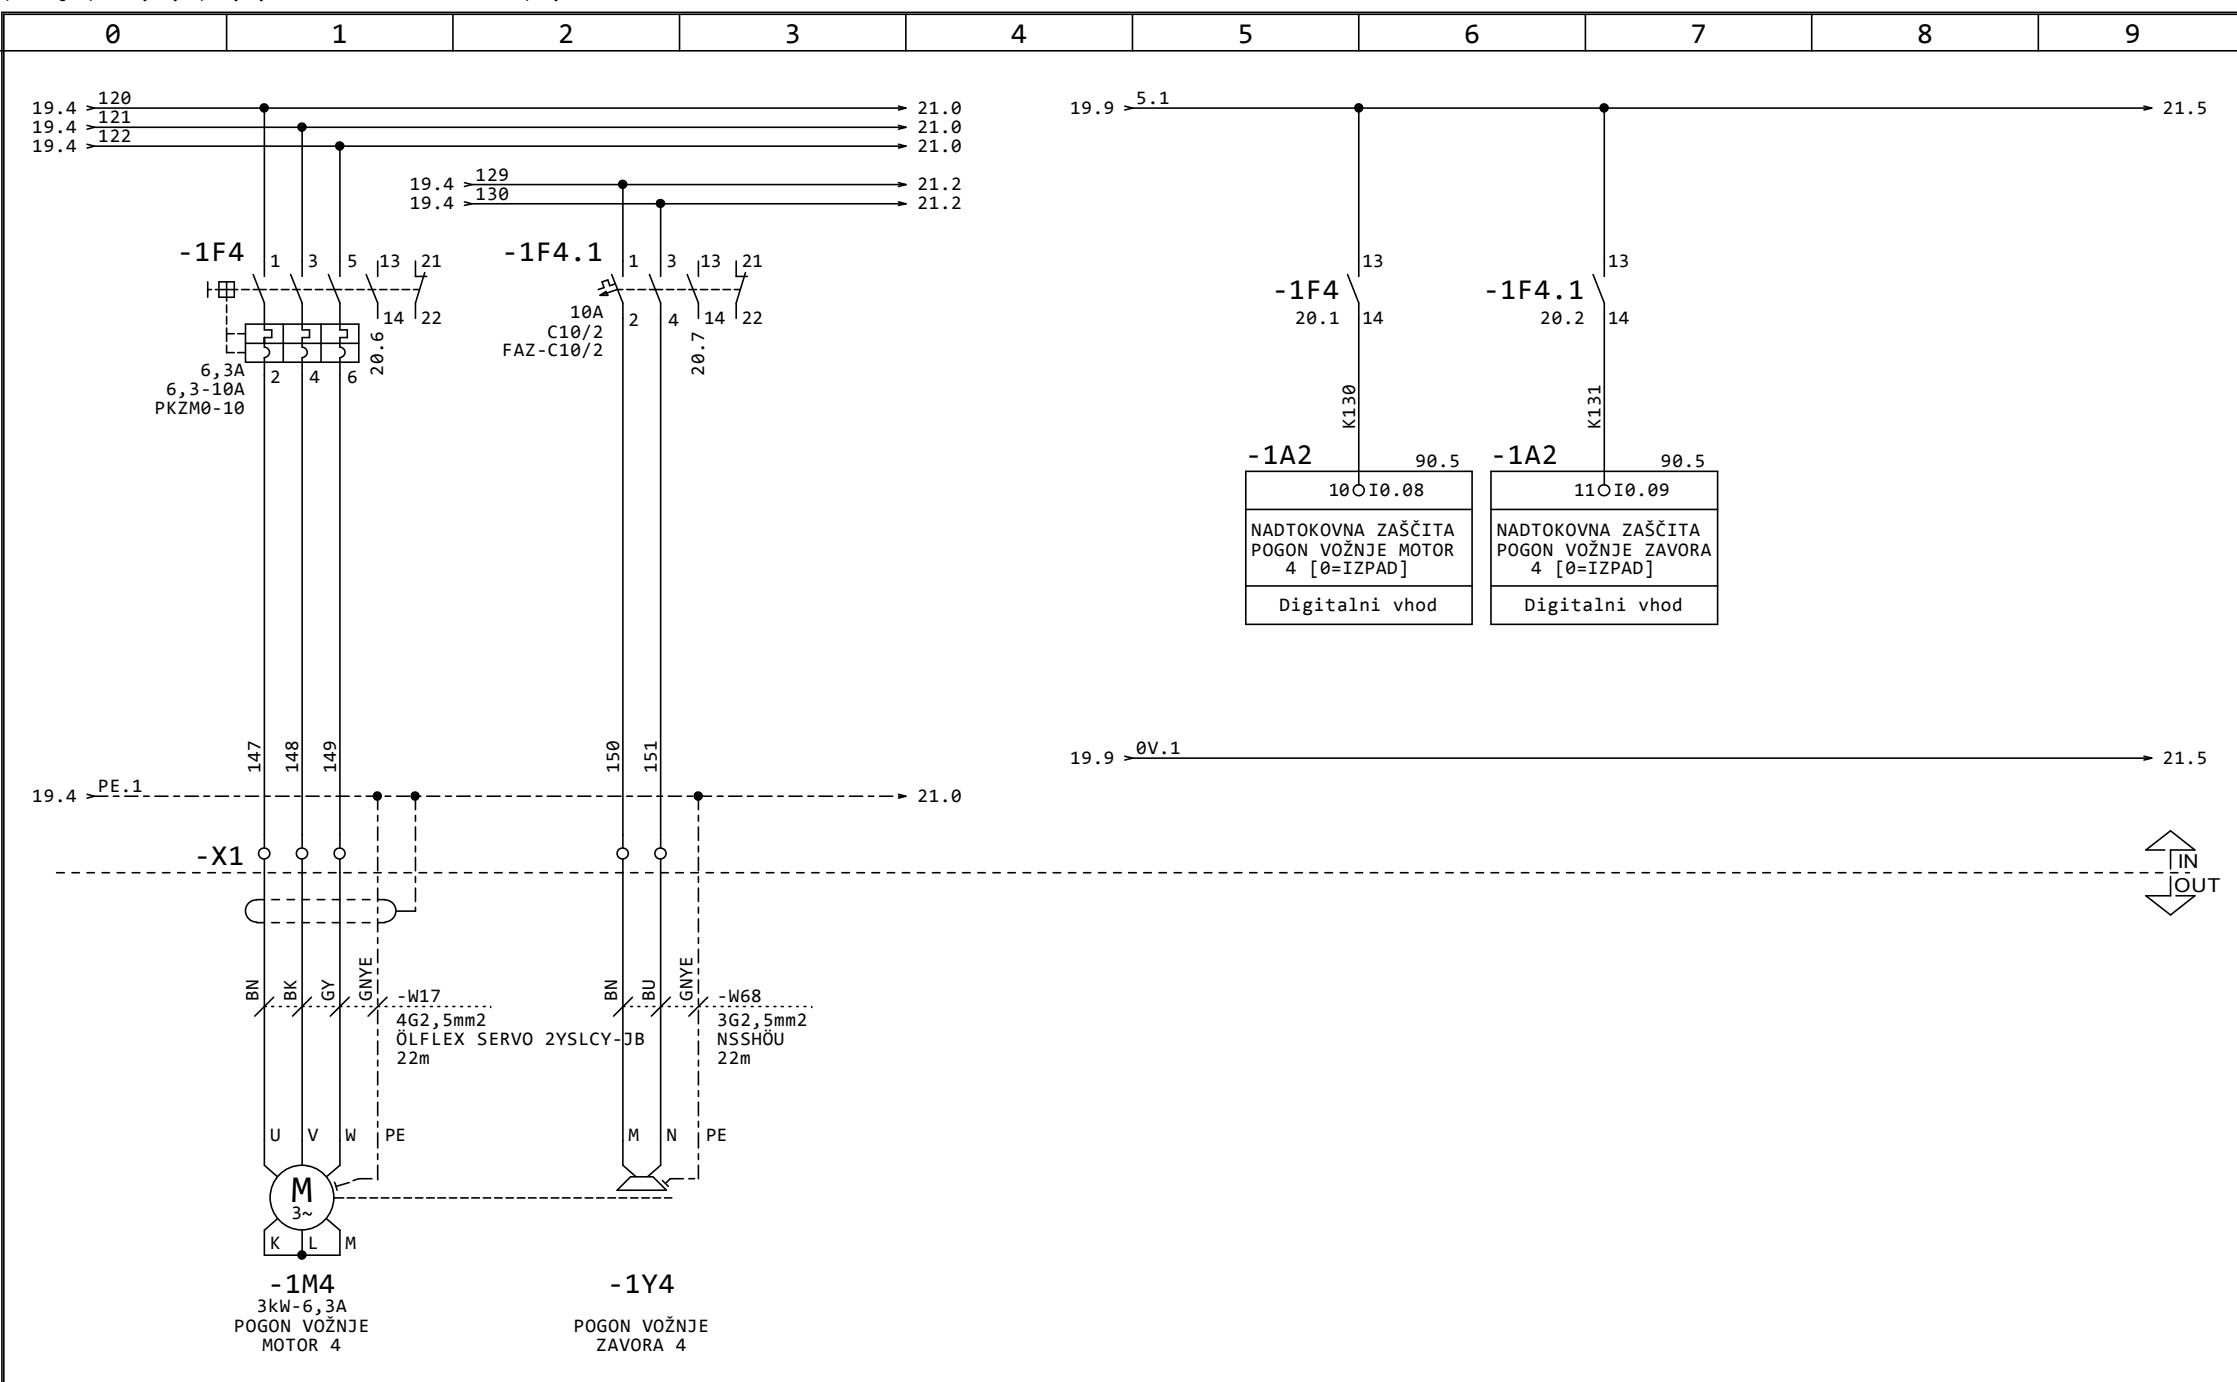 0 1 2 3 4 5 6 7 8 9
19.4 120 21.0
19.4 121 21.0
19.4 122 21.0
19.4 129 21.2
19.4 130 21.2
19.9 5.1 21.5
-1F4 1 3 5 13 21
14 22
20.6
6,3A
6,3-10A
PKZM0-10
2 4 6
-1F4.1 1 3 13 21
10A 2 4 14 22
C10/2
FAZ-C10/2
20.7
13
-1F4
20.1 14
K130
13
-1F4.1
20.2 14
K131
-1A2 90.5
10 I0.08
NADTOKOVNA ZAŠČITA
POGON VOŽNJE MOTOR
4 [0=IZPAD]
Digitalni vhod
-1A2 90.5
11 I0.09
NADTOKOVNA ZAŠČITA
POGON VOŽNJE ZAVORA
4 [0=IZPAD]
Digitalni vhod
147 148 149 150 151
19.9 0V.1 21.5
19.4 PE.1 21.0
-X1
IN
OUT
BN BK GY GNYE
-W17
4G2,5mm2
ÖLFLEX SERVO 2YSLCY-JB
22m
BN BU GNYE
-W68
3G2,5mm2
NSSHÖU
22m
U V W PE
M N PE
M
3~
K L M
-1M4
3kW-6,3A
POGON VOŽNJE
MOTOR 4
-1Y4
POGON VOŽNJE
ZAVORA 4